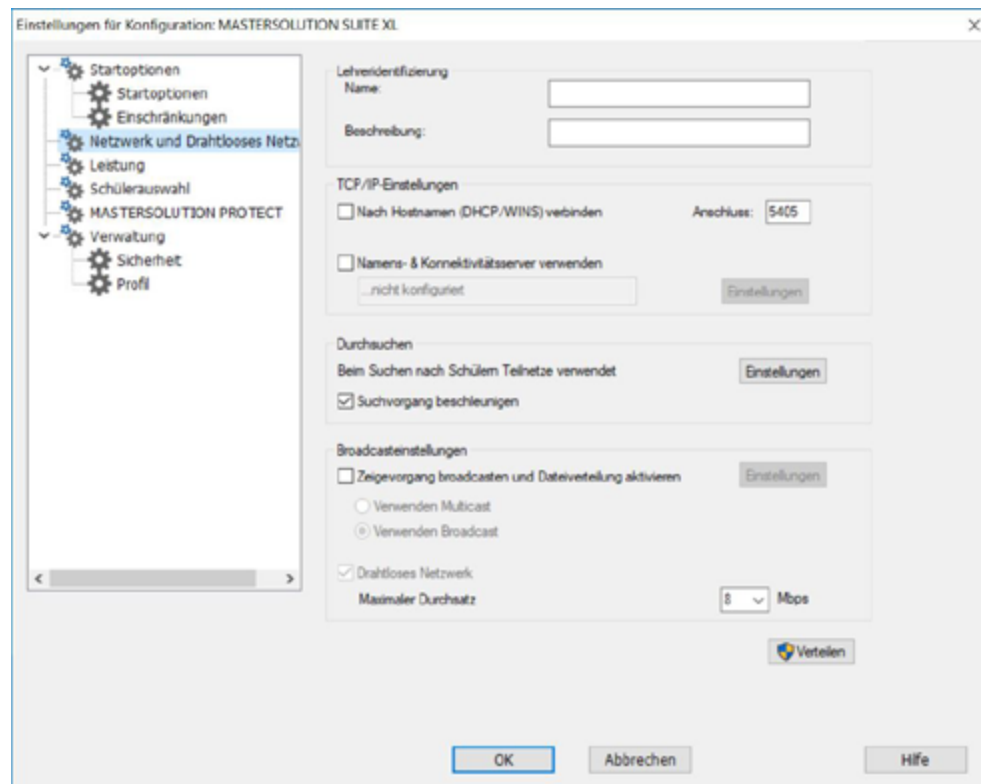 Einstellungen für Konfiguration: MASTERSOLUTION SUITE XL
Startoptionen
Startoptionen
Einschränkungen
Netzwerk und Drahtlooses Netz
Leistung
Schülerauswahl
MASTERSOLUTION PROTECT
Verwaltung
Sicherheit
Profil
Lehreridentifizierung
Name:
Beschreibung:
TCP/IP-Einstellungen
Nach Hostnamen (DHCP/WINS) verbinden Anschluss: 5405
Namens- & Konnektivitätsserver verwenden
...nicht konfiguriert Einstellungen
Durchsuchen
Beim Suchen nach Schülern Teilnetze verwendet Einstellungen
Suchvorgang beschleunigen
Broadcasteinstellungen
Zeigevorgang broadcasten und Dateiverteilung aktivieren Einstellungen
Verwenden Multicast
Verwenden Broadcast
Drahtloses Netzwerk
Maximaler Durchsatz 8 Mbps
Verteilen
OK Abbrechen Hilfe